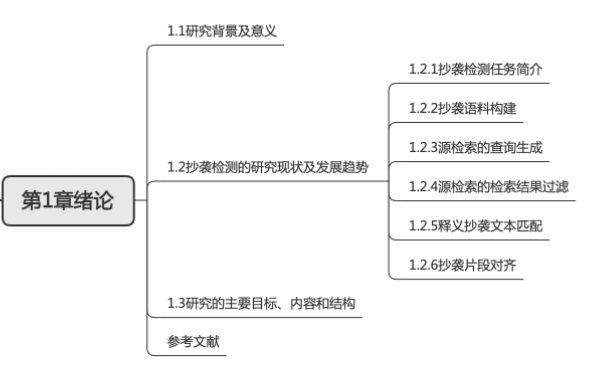 第1章绪论
1.1研究背景及意义
1.2抄袭检测的研究现状及发展趋势
1.2.1抄袭检测任务简介
1.2.2抄袭语料构建
1.2.3源检索的查询生成
1.2.4源检索的检索结果过滤
1.2.5释义抄袭文本匹配
1.2.6抄袭片段对齐
1.3研究的主要目标、内容和结构
参考文献